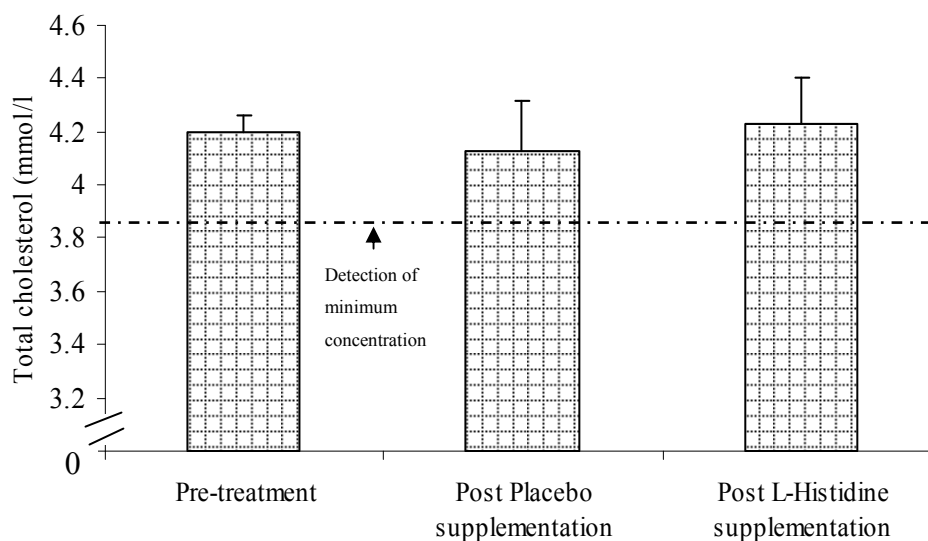 Total cholesterol (mmol/l
4.6
4.4
4.2
4
3.8
3.6
3.4
3.2
0
Detection of
minimum
concentration
Pre-treatment
Post Placebo
supplementation
Post L-Histidine
supplementation